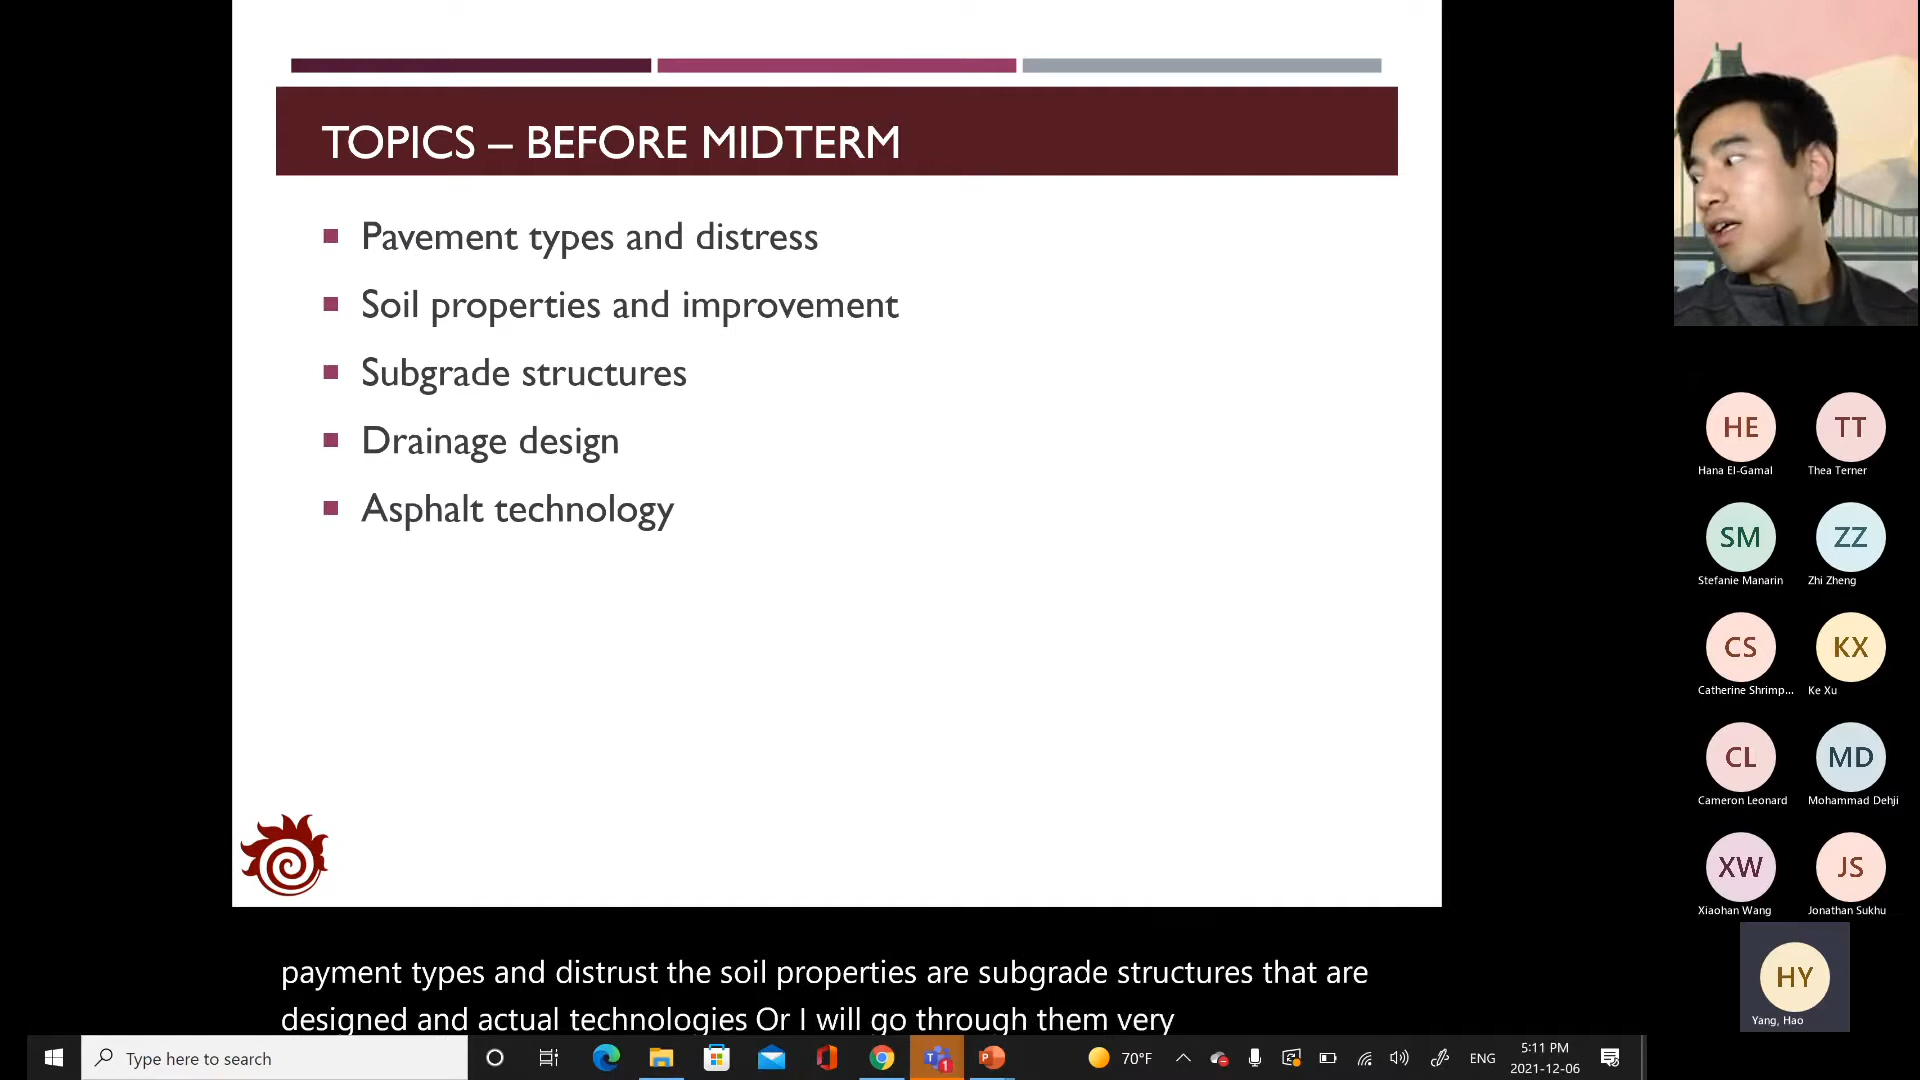 TOPICS – BEFORE MIDTERM
Pavement types and distress
Soil properties and improvement
Subgrade structures
Drainage design
Asphalt technology
HE
TT
Hana El-Gamal
Thea Terner
SM
ZZ
Stefanie Manarin
Zhi Zheng
CS
KX
Catherine Shrimp...
Ke Xu
CL
MD
Cameron Leonard
Mohammad Dehji
XW
JS
Xiaohan Wang
Jonathan Sukhu
HY
Yang, Hao
payment types and distrust the soil properties are subgrade structures that are
designed and actual technologies Or I will go through them very
Type here to search
1
P
70°F
ENG
5:11 PM
2021-12-06